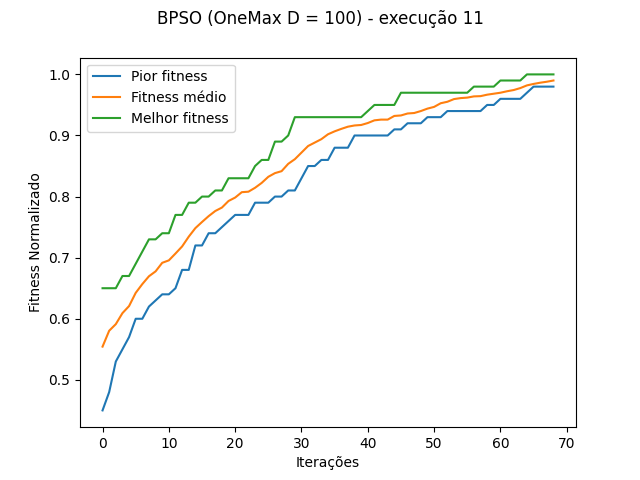 BPSO (OneMax D = 100) - execução 11
Pior fitness
Fitness médio
Melhor fitness
1.0
0.9
0.8
0.7
0.6
0.5
Fitness Normalizado
0 10 20 30 40 50 60 70
Iterações